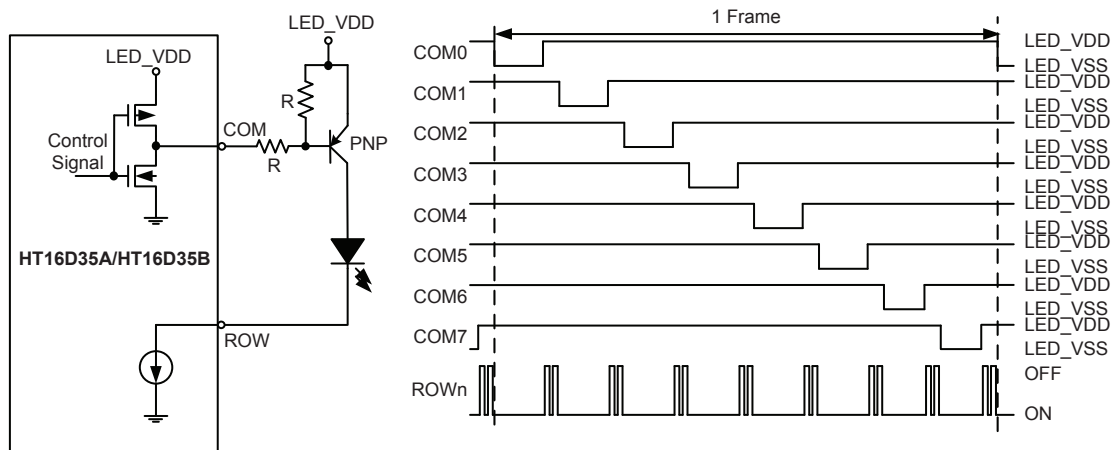 LED_VDD
LED_VDD
COM
R
R
PNP
Control
Signal
HT16D35A/HT16D35B
ROW
1 Frame
COM0
LED_VDD
LED_VSS
COM1
LED_VDD
LED_VSS
COM2
LED_VDD
LED_VSS
COM3
LED_VDD
LED_VSS
COM4
LED_VDD
LED_VSS
COM5
LED_VDD
LED_VSS
COM6
LED_VDD
LED_VSS
COM7
LED_VDD
LED_VSS
ROWn
OFF
ON